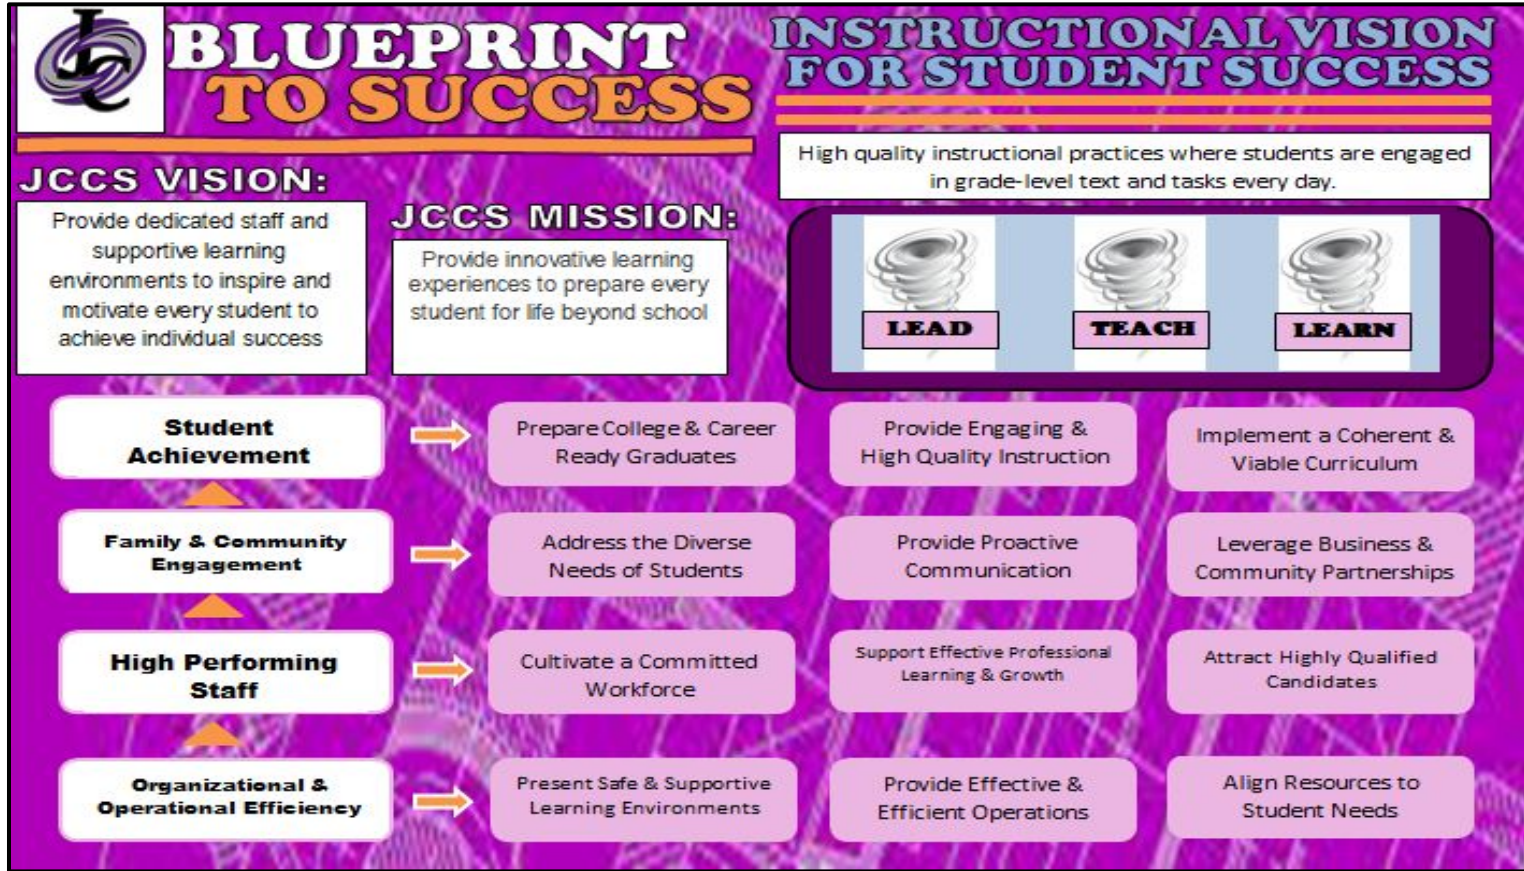 JC
BLUEPRINT
TO SUCCESS
INSTRUCTIONAL VISION
FOR STUDENT SUCCESS
High quality instructional practices where students are engaged
in grade-level text and tasks every day.
JCCS VISION:
Provide dedicated staff and
supportive learning
environments to inspire and
motivate every student to
achieve individual success
JCCS MISSION:
Provide innovative learning
experiences to prepare every
student for life beyond school
LEAD
TEACH
LEARN
Student
Achievement
Prepare College & Career
Ready Graduates
Provide Engaging &
High Quality Instruction
Implement a Coherent &
Viable Curriculum
Family & Community
Engagement
Address the Diverse
Needs of Students
Provide Proactive
Communication
Leverage Business &
Community Partnerships
High Performing
Staff
Cultivate a Committed
Workforce
Support Effective Professional
Learning & Growth
Attract Highly Qualified
Candidates
Organizational &
Operational Efficiency
Present Safe & Supportive
Learning Environments
Provide Effective &
Efficient Operations
Align Resources to
Student Needs